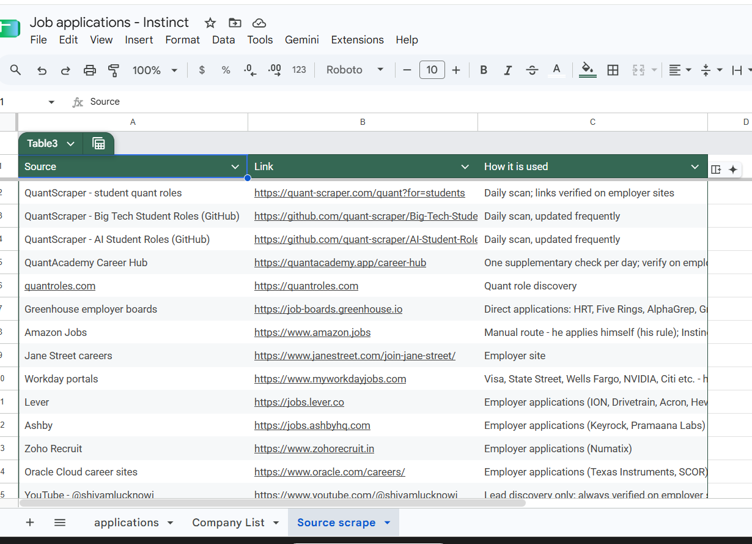 Job applications - Instinct
File Edit View Insert Format Data Tools Gemini Extensions Help
100% $ % .0 .00 123 Roboto - 10 + B I A
fx Source
A B C D
Table3
Source Link How it is used
QuantScraper - student quant roles https://quant-scraper.com/quant?for=students Daily scan; links verified on employer sites
QuantScraper - Big Tech Student Roles (GitHub) https://github.com/quant-scraper/Big-Tech-Stude Daily scan, updated frequently
QuantScraper - AI Student Roles (GitHub) https://github.com/quant-scraper/AI-Student-Role Daily scan, updated frequently
QuantAcademy Career Hub https://quantacademy.app/career-hub One supplementary check per day; verify on emplo
quantroles.com https://quantroles.com Quant role discovery
Greenhouse employer boards https://job-boards.greenhouse.io Direct applications: HRT, Five Rings, AlphaGrep, Gr
Amazon Jobs https://www.amazon.jobs Manual route - he applies himself (his rule); Instin
Jane Street careers https://www.janestreet.com/join-jane-street/ Employer site
Workday portals https://www.myworkdayjobs.com Visa, State Street, Wells Fargo, NVIDIA, Citi etc. - h
Lever https://jobs.lever.co Employer applications (ION, Drivetrain, Acron, Hev
Ashby https://jobs.ashbyhq.com Employer applications (Keyrock, Pramaana Labs)
Zoho Recruit https://www.zohorecruit.in Employer applications (Numatix)
Oracle Cloud career sites https://www.oracle.com/careers/ Employer applications (Texas Instruments, SCOR)
YouTube - @shivamlucknowi https://www.youtube.com/@shivamlucknowi Lead discovery only; always verified on employer s
+ applications Company List Source scrape